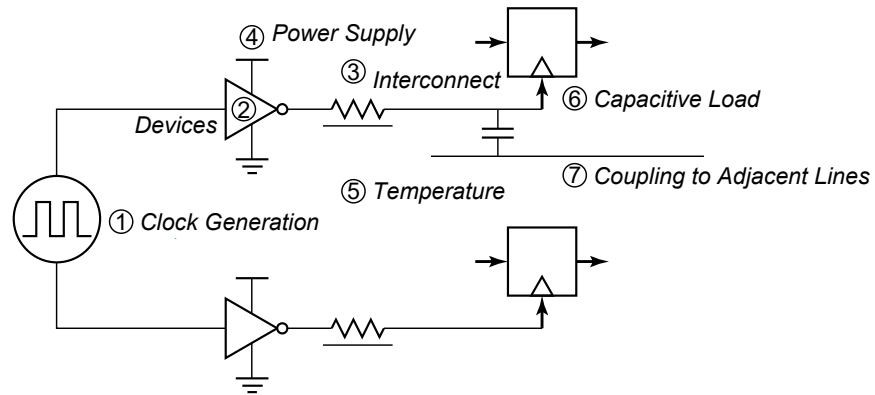 ④ Power Supply
③ Interconnect
② Devices
⑥ Capacitive Load
⑦ Coupling to Adjacent Lines
⑤ Temperature
① Clock Generation